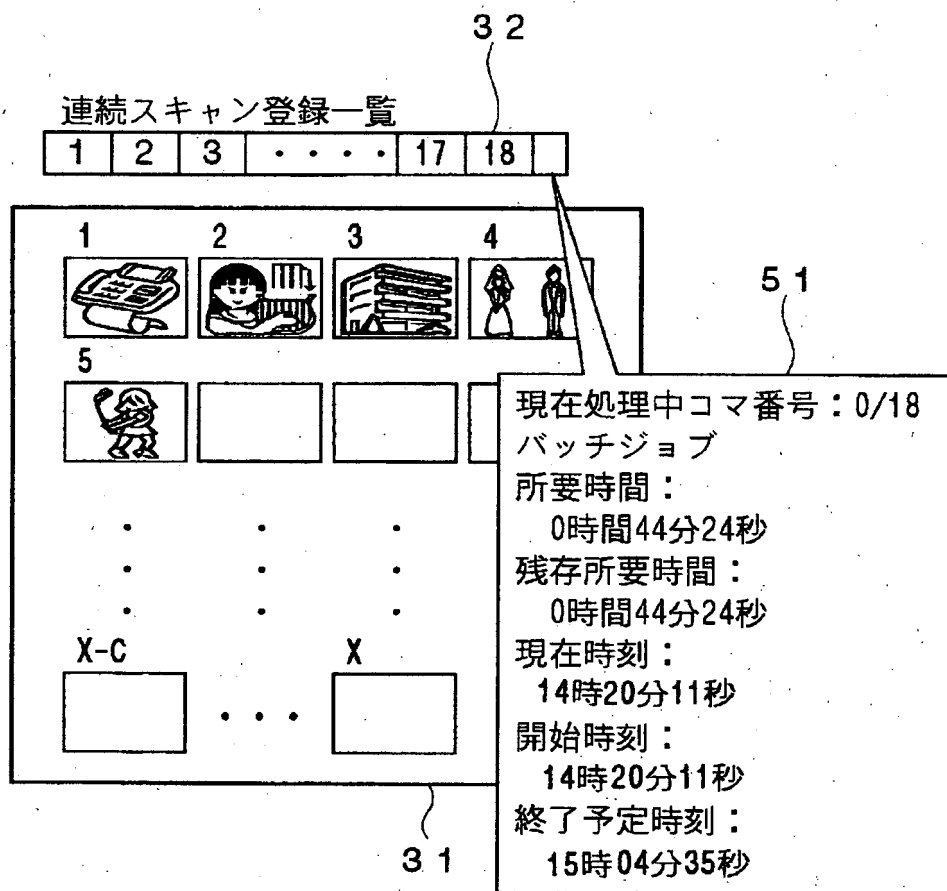 32
連続スキャン登録一覧
1 2 3 ・・・・ 17 18
1 2 3 4
5
51
現在処理中コマ番号：0/18
バッチジョブ
所要時間：
0時間44分24秒
残存所要時間：
0時間44分24秒
現在時刻：
14時20分11秒
開始時刻：
14時20分11秒
終了予定時刻：
15時04分35秒
X-C ・・・ X
31